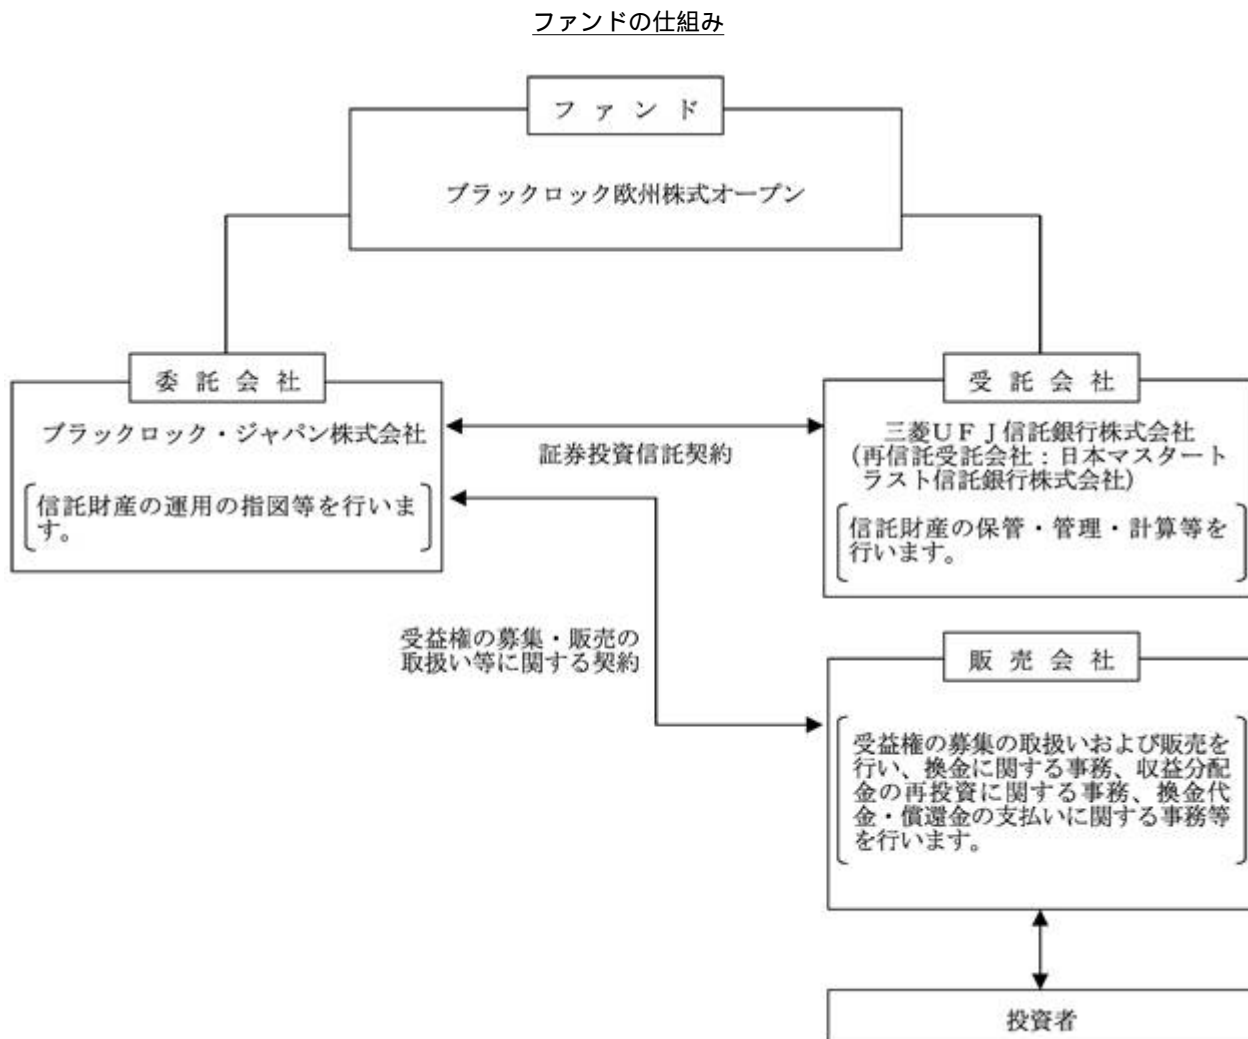 ファンドの仕組み
ファンド
ブラックロック欧州株式オープン
委託会社
ブラックロック・ジャパン株式会社
信託財産の運用の指図等を行いま
す。
証券投資信託契約
受託会社
三菱UFJ信託銀行株式会社
(再信託受託会社:日本マスタート
ラスト信託銀行株式会社)
信託財産の保管・管理・計算等を
行います。
受益権の募集・販売の
取扱い等に関する契約
販売会社
受益権の募集の取扱いおよび販売を
行い、換金に関する事務、収益分配
金の再投資に関する事務、換金代
金・償還金の支払いに関する事務等
を行います。
投資者